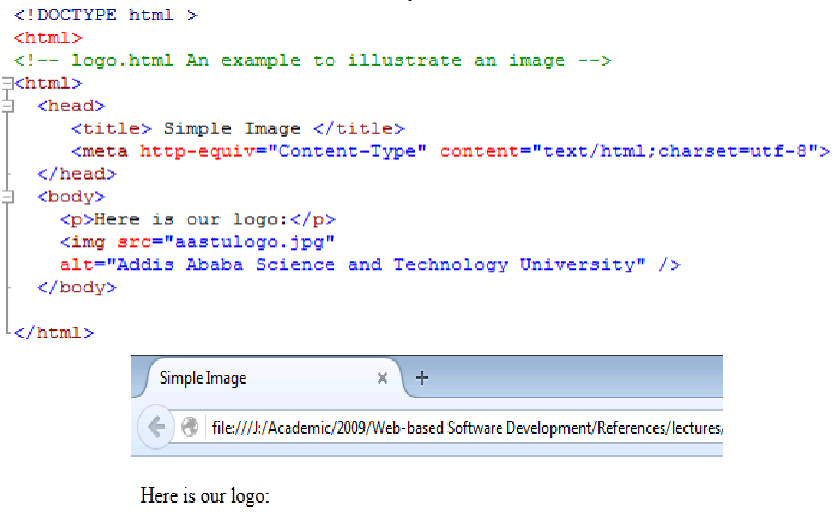 <!DOCTYPE html >
<html>
<!-- logo.html An example to illustrate an image -->
<html>
<head>
<title> Simple Image </title>
<meta http-equiv="Content-Type" content="text/html;charset=utf-8">
</head>
<body>
<p>Here is our logo:</p>
<img src="aastulogo.jpg"
alt="Addis Ababa Science and Technology University" />
</body>
</html>
Simple Image × +
file:///J:/Academic/2009/Web-based Software Development/References/lectures/
Here is our logo: